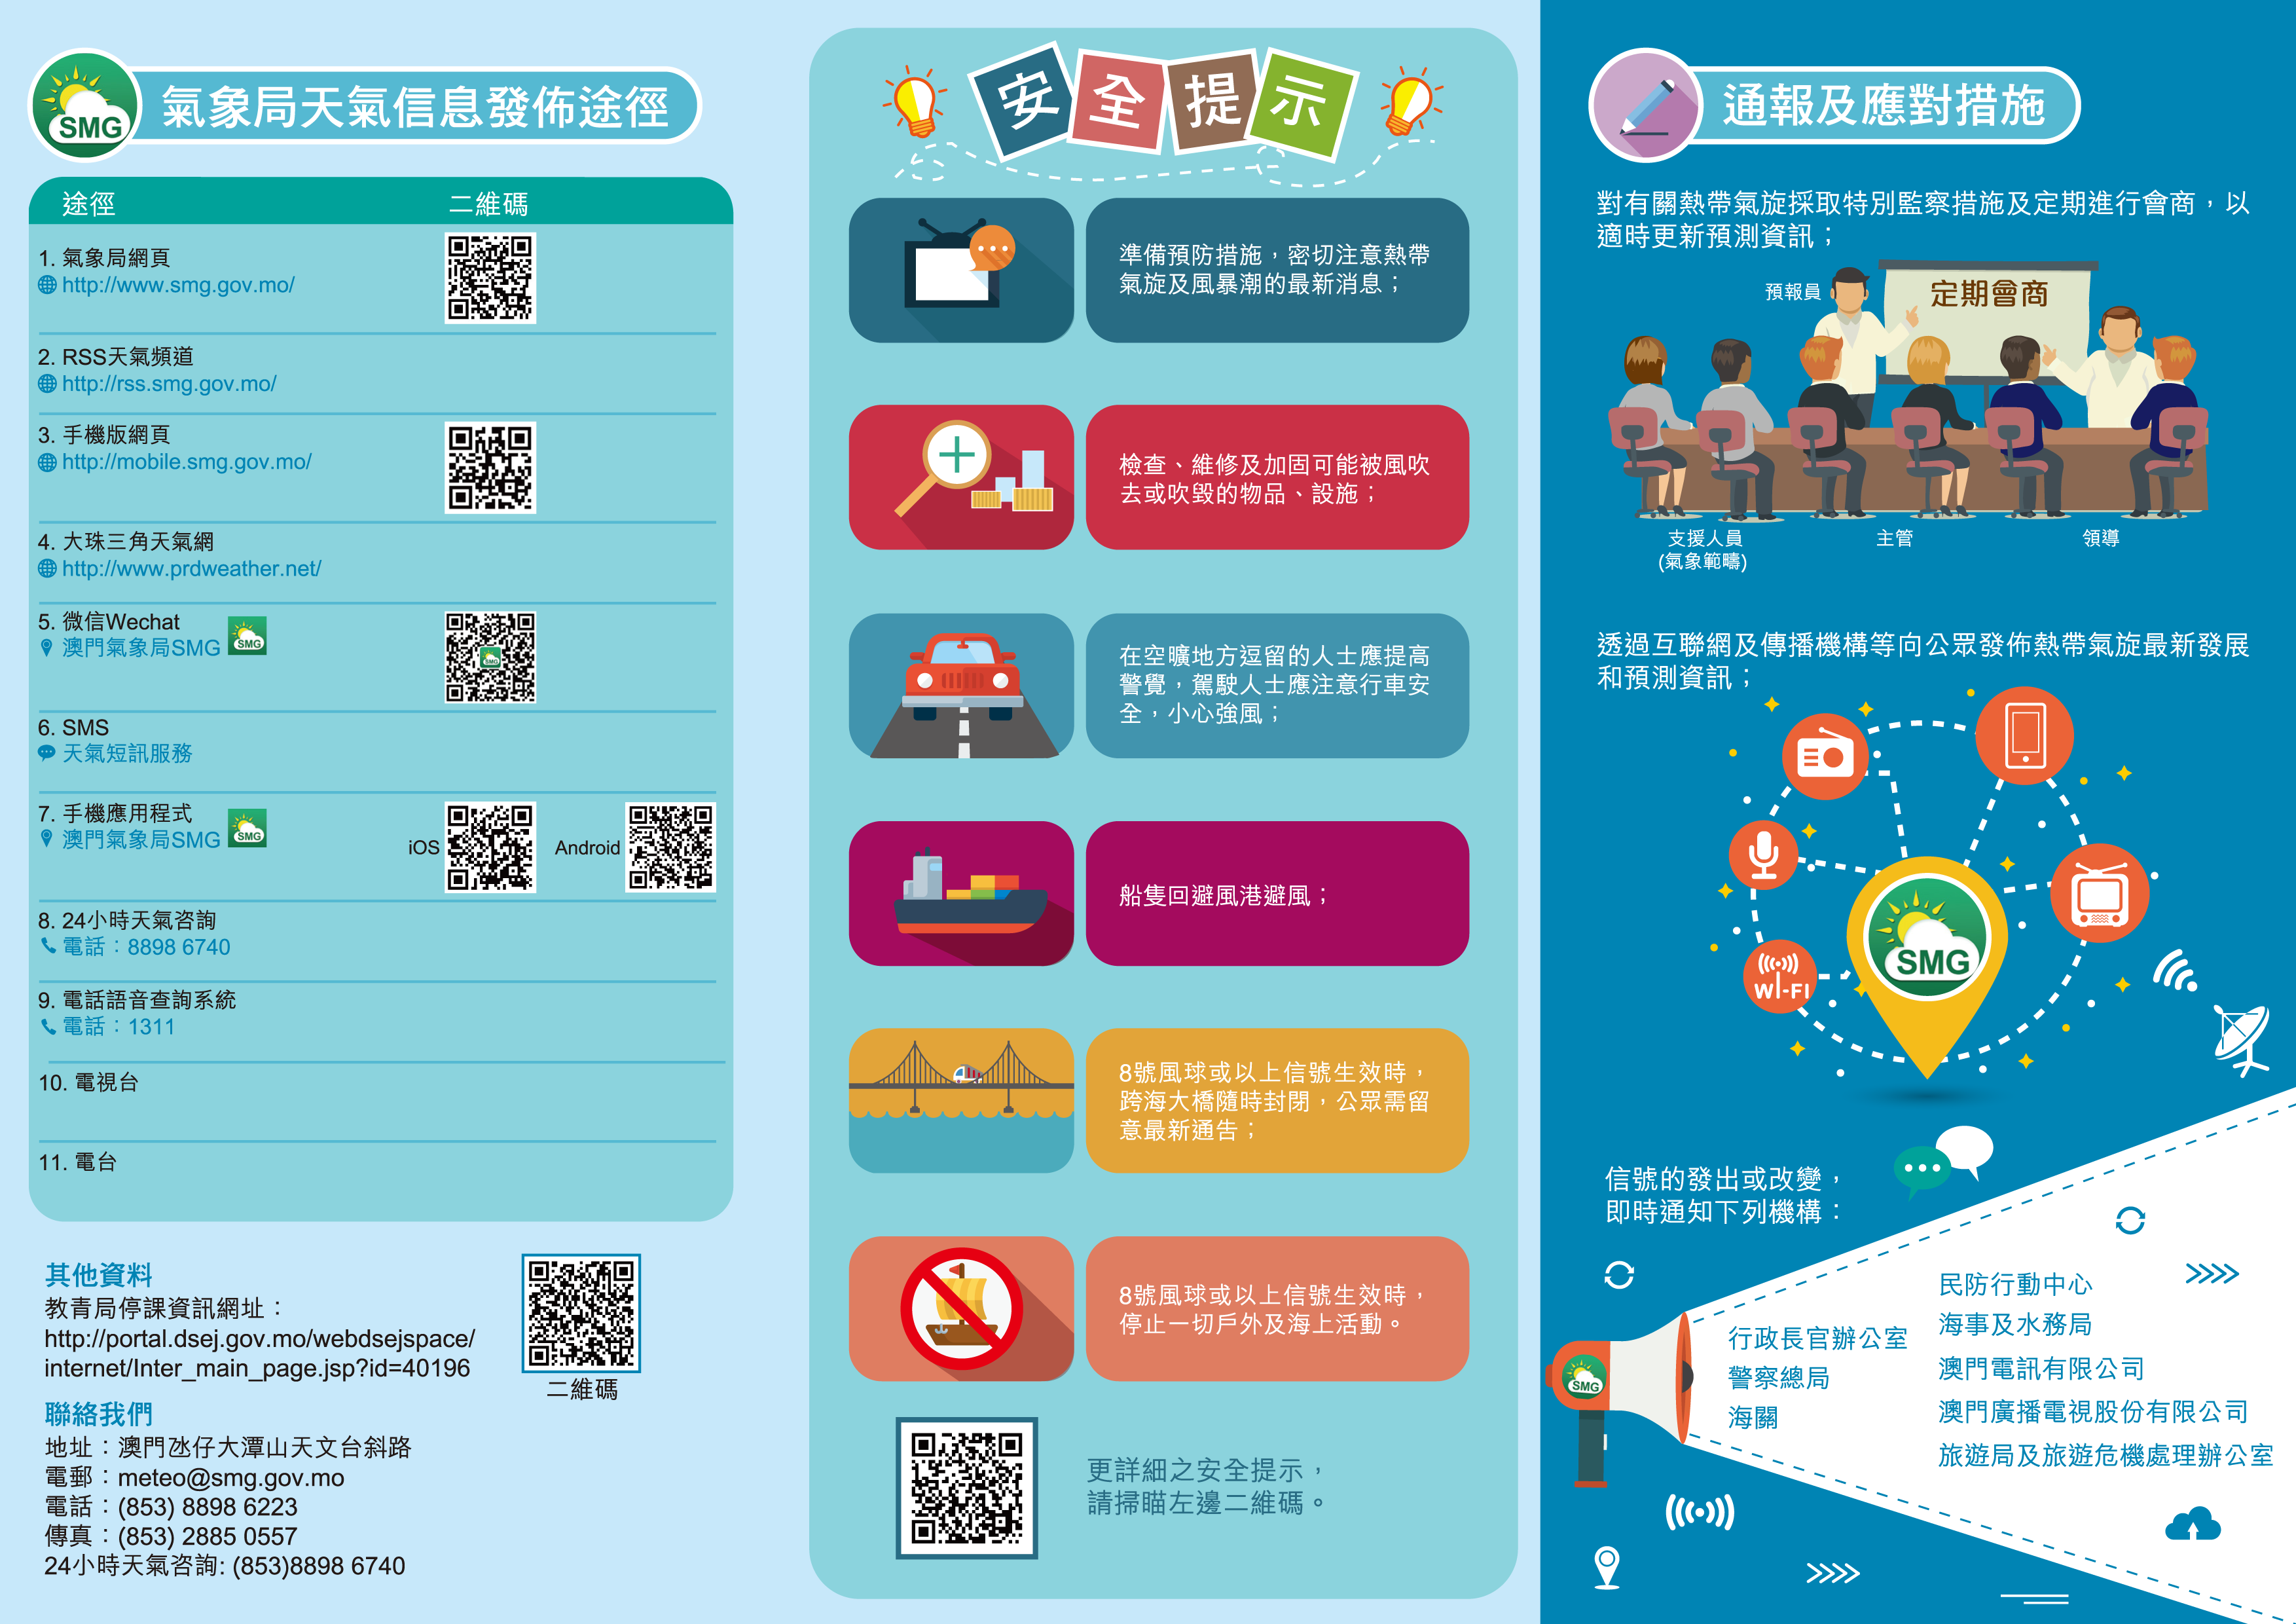 SMG
氣象局天氣信息發佈途徑
途徑
二維碼
1. 氣象局網頁
http://www.smg.gov.mo/
2. RSS天氣頻道
http://rss.smg.gov.mo/
3. 手機版網頁
http://mobile.smg.gov.mo/
4. 大珠三角天氣網
http://www.prdweather.net/
5. 微信Wechat
澳門氣象局SMG
SMG
SMG
6. SMS
天氣短訊服務
7. 手機應用程式
澳門氣象局SMG
SMG
iOS
Android
8. 24小時天氣咨詢
電話：8898 6740
9. 電話語音查詢系統
電話：1311
10. 電視台
11. 電台
其他資料
教青局停課資訊網址：
http://portal.dsej.gov.mo/webdsejspace/
internet/Inter_main_page.jsp?id=40196
二維碼
聯絡我們
地址：澳門氹仔大潭山天文台斜路
電郵：meteo@smg.gov.mo
電話：(853) 8898 6223
傳真：(853) 2885 0557
24小時天氣咨詢: (853)8898 6740
安全提示
準備預防措施，密切注意熱帶
氣旋及風暴潮的最新消息；
檢查、維修及加固可能被風吹
去或吹毀的物品、設施；
在空曠地方逗留的人士應提高
警覺，駕駛人士應注意行車安
全，小心強風；
船隻回避風港避風；
8號風球或以上信號生效時，
跨海大橋隨時封閉，公眾需留
意最新通告；
8號風球或以上信號生效時，
停止一切戶外及海上活動。
更詳細之安全提示，
請掃瞄左邊二維碼。
通報及應對措施
對有關熱帶氣旋採取特別監察措施及定期進行會商，以
適時更新預測資訊；
預報員
定期會商
支援人員
(氣象範疇)
主管
領導
透過互聯網及傳播機構等向公眾發佈熱帶氣旋最新發展
和預測資訊；
WI-FI
SMG
信號的發出或改變，
即時通知下列機構：
SMG
行政長官辦公室
警察總局
海關
民防行動中心
海事及水務局
澳門電訊有限公司
澳門廣播電視股份有限公司
旅遊局及旅遊危機處理辦公室